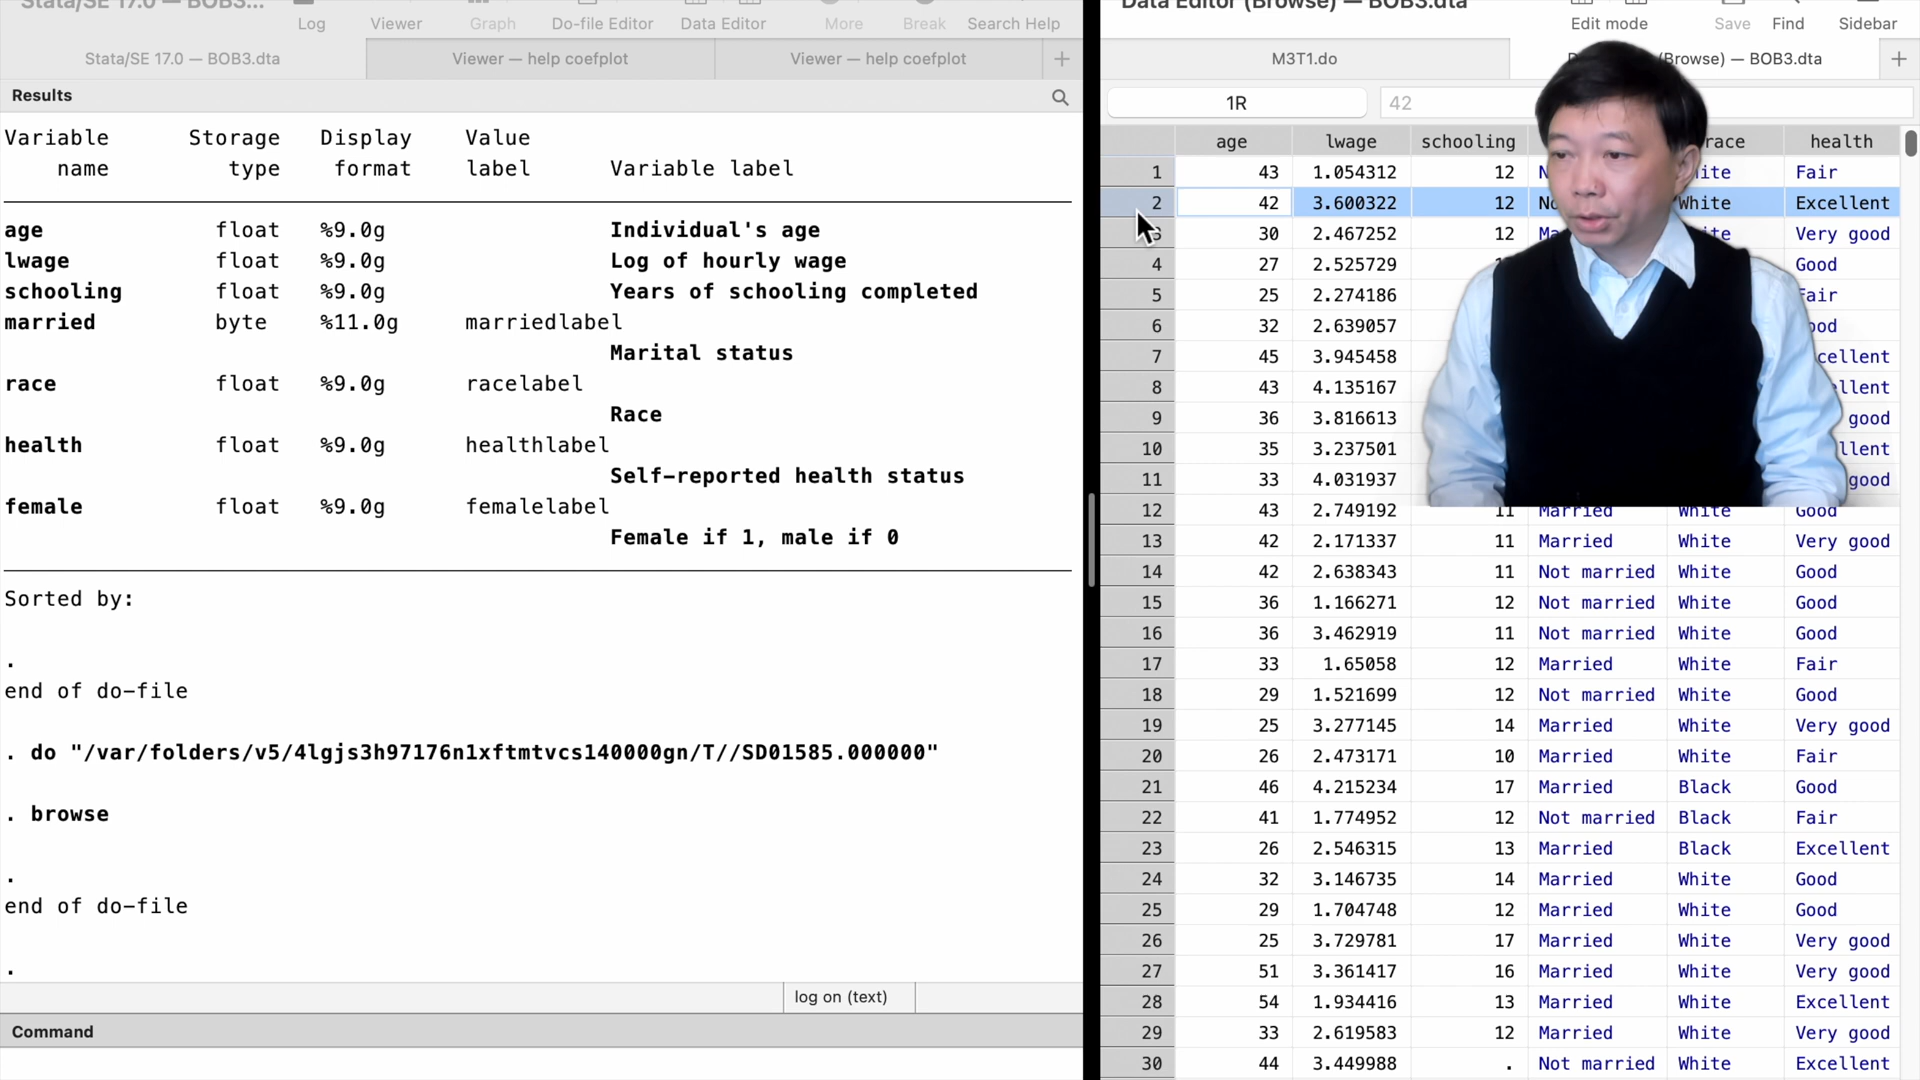 Stata/SE 17.0 — BOB3...
Log Viewer Graph Do-file Editor Data Editor More Break Search Help
Stata/SE 17.0 — BOB3.dta Viewer — help coefplot Viewer — help coefplot +
Results
Variable Storage Display Value
name type format label Variable label
age float %9.0g Individual's age
lwage float %9.0g Log of hourly wage
schooling float %9.0g Years of schooling completed
married byte %11.0g marriedlabel
Marital status
race float %9.0g racelabel
Race
health float %9.0g healthlabel
Self-reported health status
female float %9.0g femalelabel
Female if 1, male if 0
Sorted by:
.
end of do-file
. do "/var/folders/v5/4lgjs3h97176n1xftmtvcs140000gn/T//SD01585.000000"
. browse
.
end of do-file
.
log on (text)
Command
Data Editor (Browse) — BOB3.dta
Edit mode Save Find Sidebar
M3T1.do (Browse) — BOB3.dta +
1R 42
age lwage schooling race health
1 43 1.054312 12 Fair
2 42 3.600322 12 White Excellent
3 30 2.467252 12 Very good
4 27 2.525729 Good
5 25 2.274186 Fair
6 32 2.639057
7 45 3.945458
8 43 4.135167
9 36 3.816613 good
10 35 3.237501
11 33 4.031937 good
12 43 2.749192 11 Married White Good
13 42 2.171337 11 Married White Very good
14 42 2.638343 11 Not married White Good
15 36 1.166271 12 Not married White Good
16 36 3.462919 11 Not married White Good
17 33 1.65058 12 Married White Fair
18 29 1.521699 12 Not married White Good
19 25 3.277145 14 Married White Very good
20 26 2.473171 10 Married White Fair
21 46 4.215234 17 Married Black Good
22 41 1.774952 12 Not married Black Fair
23 26 2.546315 13 Married Black Excellent
24 32 3.146735 14 Married White Good
25 29 1.704748 12 Married White Good
26 25 3.729781 17 Married White Very good
27 51 3.361417 16 Married White Very good
28 54 1.934416 13 Married White Excellent
29 33 2.619583 12 Married White Very good
30 44 3.449988 . Not married White Excellent